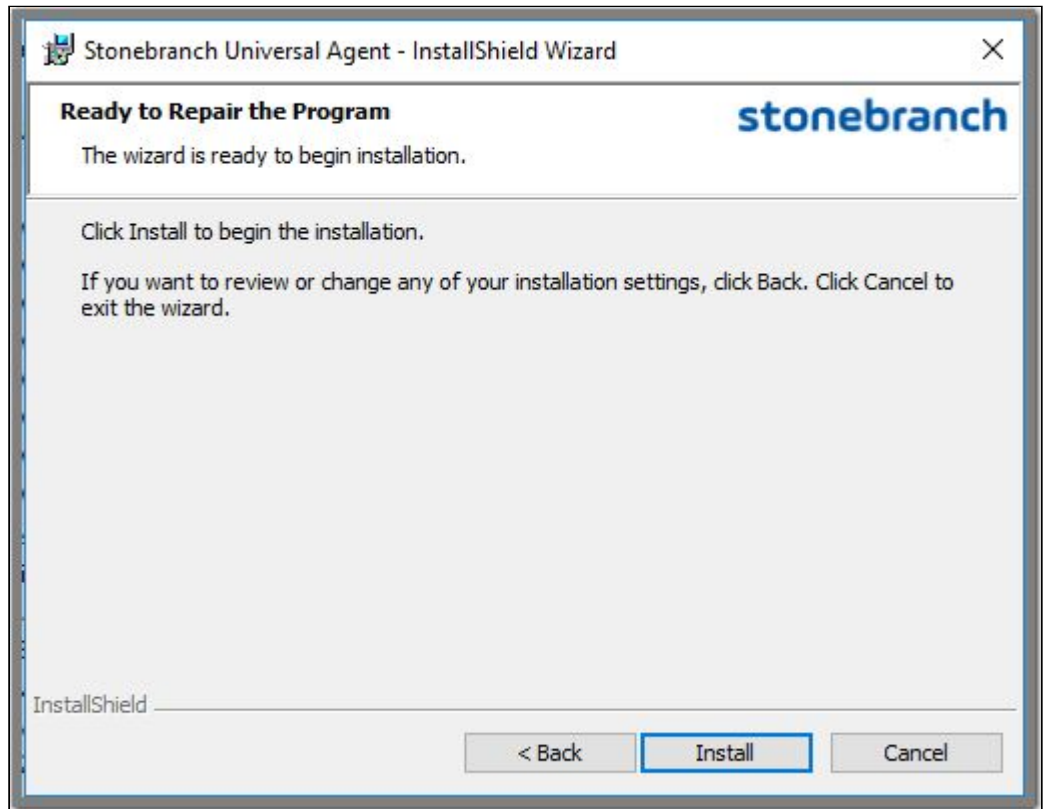 Stonebranch Universal Agent - InstallShield Wizard
Ready to Repair the Program
stonebranch
The wizard is ready to begin installation.
Click Install to begin the installation.
If you want to review or change any of your installation settings, click Back. Click Cancel to
exit the wizard.
InstallShield
< Back
Install
Cancel